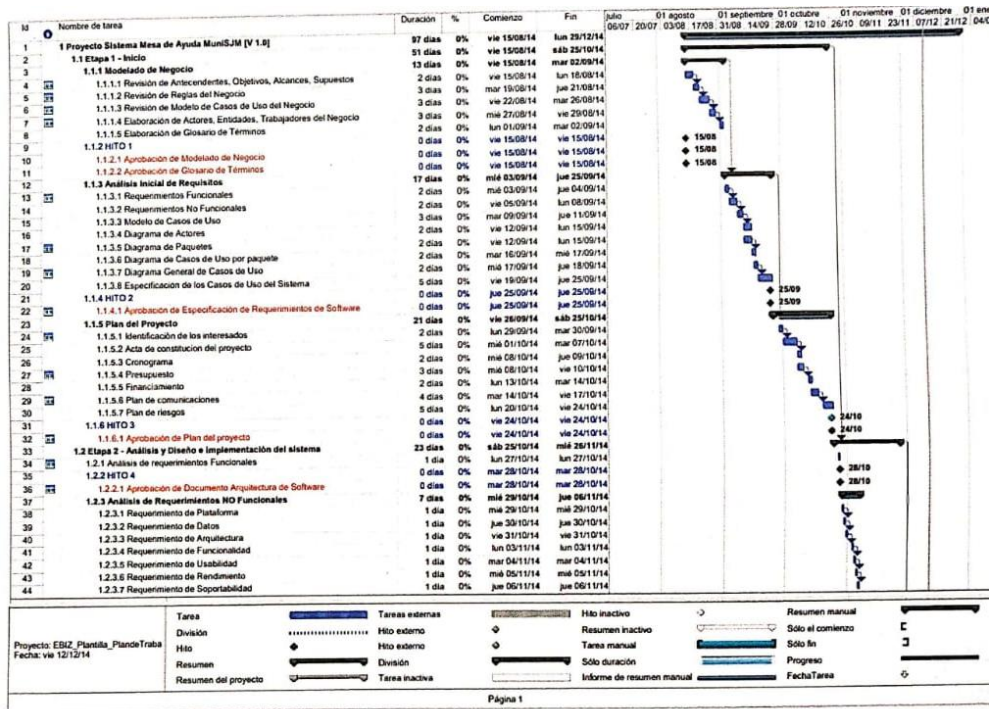 Id Nombre de tarea Duración % Comienzo Fin julio 01 agosto 01 septiembre 01 octubre 01 noviembre 01 diciembre 01 ene
06/07 20/07 03/08 17/08 31/08 14/09 28/09 12/10 26/10 09/11 23/11 07/12 21/12 04/0
1 1 Proyecto Sistema Mesa de Ayuda MuniSJM [V 1.0] 97 días 0% vie 15/08/14 lun 29/12/14
2 1.1 Etapa 1 - Inicio 51 días 0% vie 15/08/14 sáb 25/10/14
3 1.1.1 Modelado de Negocio 13 días 0% vie 15/08/14 mar 02/09/14
4 1.1.1.1 Revisión de Antencendentes, Objetivos, Alcances, Supuestos 2 días 0% vie 15/08/14 lun 18/08/14
5 1.1.1.2 Revisión de Reglas del Negocio 3 días 0% mar 19/08/14 jue 21/08/14
6 1.1.1.3 Revisión de Modelo de Casos de Uso del Negocio 3 días 0% vie 22/08/14 mar 26/08/14
7 1.1.1.4 Elaboración de Actores, Entidades, Trabajadores del Negocio 3 días 0% mié 27/08/14 vie 29/08/14
8 1.1.1.5 Elaboración de Glosario de Términos 2 días 0% lun 01/09/14 mar 02/09/14
9 1.1.2 HITO 1 0 días 0% vie 15/08/14 vie 15/08/14 15/08
10 1.1.2.1 Aprobación de Modelado de Negocio 0 días 0% vie 15/08/14 vie 15/08/14 15/08
11 1.1.2.2 Aprobación de Glosario de Términos 0 días 0% vie 15/08/14 vie 15/08/14 15/08
12 1.1.3 Análisis Inicial de Requisitos 17 días 0% mié 03/09/14 jue 25/09/14
13 1.1.3.1 Requerimientos Funcionales 2 días 0% mié 03/09/14 jue 04/09/14
14 1.1.3.2 Requerimientos No Funcionales 2 días 0% vie 05/09/14 lun 08/09/14
15 1.1.3.3 Modelo de Casos de Uso 3 días 0% mar 09/09/14 jue 11/09/14
16 1.1.3.4 Diagrama de Actores 2 días 0% vie 12/09/14 lun 15/09/14
17 1.1.3.5 Diagrama de Paquetes 2 días 0% vie 12/09/14 lun 15/09/14
18 1.1.3.6 Diagrama de Casos de Uso por paquete 2 días 0% mar 16/09/14 mié 17/09/14
19 1.1.3.7 Diagrama General de Casos de Uso 2 días 0% mié 17/09/14 jue 18/09/14
20 1.1.3.8 Especificación de los Casos de Uso del Sistema 5 días 0% vie 19/09/14 jue 25/09/14
21 1.1.4 HITO 2 0 días 0% jue 25/09/14 jue 25/09/14 25/09
22 1.1.4.1 Aprobación de Especificación de Requerimientos de Software 0 días 0% jue 25/09/14 jue 25/09/14 25/09
23 1.1.5 Plan del Proyecto 21 días 0% vie 26/09/14 sáb 25/10/14
24 1.1.5.1 Identificación de los interesados 2 días 0% lun 29/09/14 mar 30/09/14
25 1.1.5.2 Acta de constitucion del proyecto 5 días 0% mié 01/10/14 mar 07/10/14
26 1.1.5.3 Cronograma 2 días 0% mié 08/10/14 jue 09/10/14
27 1.1.5.4 Presupuesto 3 días 0% mié 08/10/14 vie 10/10/14
28 1.1.5.5 Financiamiento 2 días 0% lun 13/10/14 mar 14/10/14
29 1.1.5.6 Plan de comunicaciones 4 días 0% mar 14/10/14 vie 17/10/14
30 1.1.5.7 Plan de riesgos 5 días 0% lun 20/10/14 vie 24/10/14
31 1.1.6 HITO 3 0 días 0% vie 24/10/14 vie 24/10/14 24/10
32 1.1.6.1 Aprobación de Plan del proyecto 0 días 0% vie 24/10/14 vie 24/10/14 24/10
33 1.2 Etapa 2 - Análisis y Diseño e Implementación del sistema 23 días 0% sáb 25/10/14 mié 26/11/14
34 1.2.1 Análisis de requerimientos Funcionales 1 día 0% lun 27/10/14 lun 27/10/14
35 1.2.2 HITO 4 0 días 0% mar 28/10/14 mar 28/10/14 28/10
36 1.2.2.1 Aprobación de Documento Arquitectura de Software 0 días 0% mar 28/10/14 mar 28/10/14 28/10
37 1.2.3 Análisis de Requerimientos NO Funcionales 7 días 0% mié 29/10/14 jue 06/11/14
38 1.2.3.1 Requerimiento de Plataforma 1 día 0% mié 29/10/14 mié 29/10/14
39 1.2.3.2 Requerimiento de Datos 1 día 0% jue 30/10/14 jue 30/10/14
40 1.2.3.3 Requerimiento de Arquitectura 1 día 0% vie 31/10/14 vie 31/10/14
41 1.2.3.4 Requerimiento de Funcionalidad 1 día 0% lun 03/11/14 lun 03/11/14
42 1.2.3.5 Requerimiento de Usabilidad 1 día 0% mar 04/11/14 mar 04/11/14
43 1.2.3.6 Requerimiento de Rendimiento 1 día 0% mié 05/11/14 mié 05/11/14
44 1.2.3.7 Requerimiento de Soportabilidad 1 día 0% jue 06/11/14 jue 06/11/14
Proyecto: EBIZ_Plantilla_PlandeTraba
Fecha: vie 12/12/14
Tarea Tareas externas Hito inactivo Resumen manual
División Hito externo Resumen inactivo Sólo el comienzo
Hito Hito externo Tarea manual Sólo fin
Resumen División Sólo duración Progreso
Resumen del proyecto Tarea inactiva Informe de resumen manual FechaTarea
Página 1